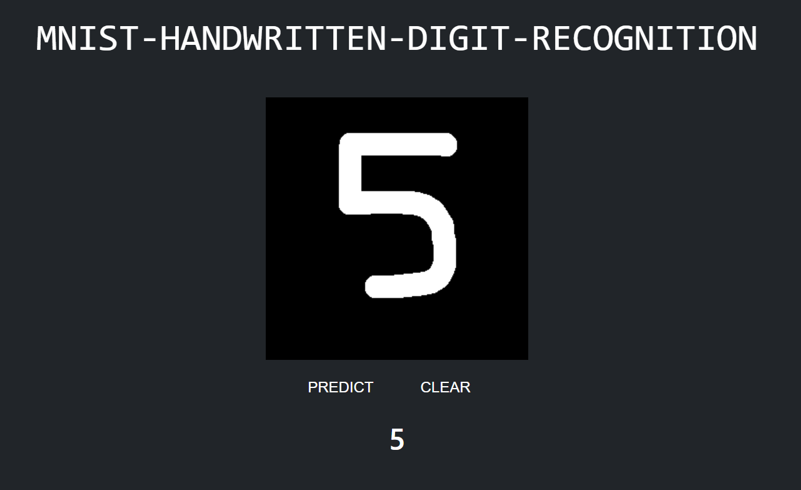 MNIST-HANDWRITTEN-DIGIT-RECOGNITION
5
PREDICT CLEAR
5